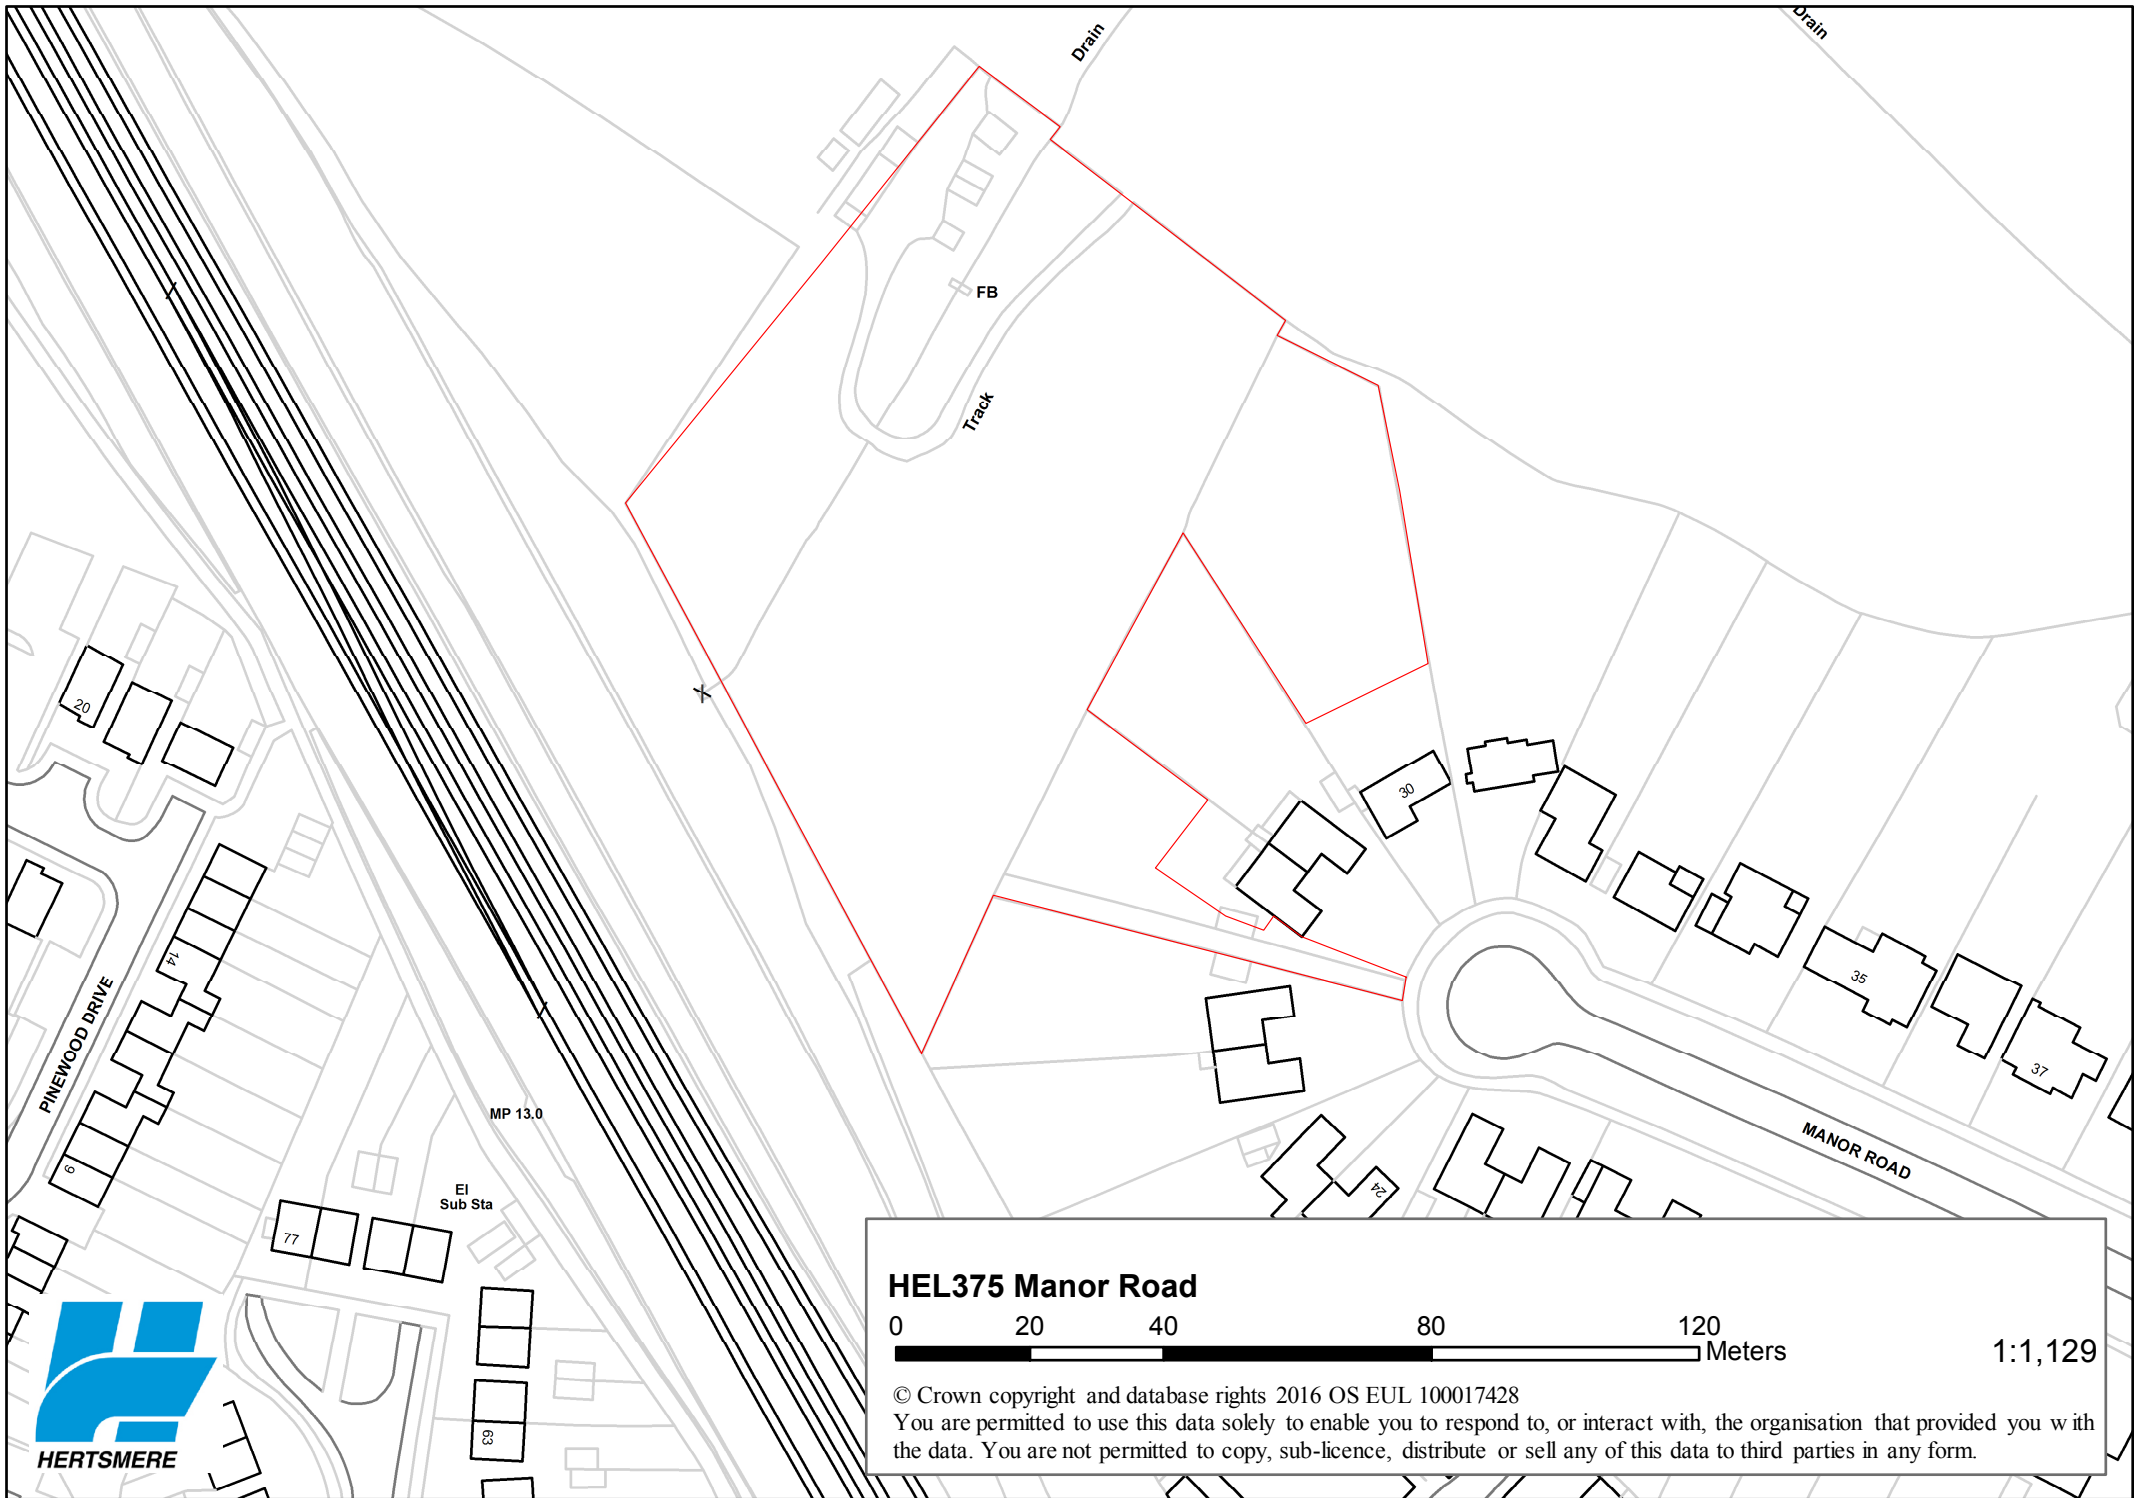 Drain
Drain
FB
Track
20
30
14
35
PINEWOOD DRIVE
37
MP 13.0
MANOR ROAD
9
El
Sub Sta
24
77
63
HEL375 Manor Road
0 20 40 80 120
Meters
1:1,129
© Crown copyright and database rights 2016 OS EUL 100017428
You are permitted to use this data solely to enable you to respond to, or interact with, the organisation that provided you with
the data. You are not permitted to copy, sub-licence, distribute or sell any of this data to third parties in any form.
HERTSMERE